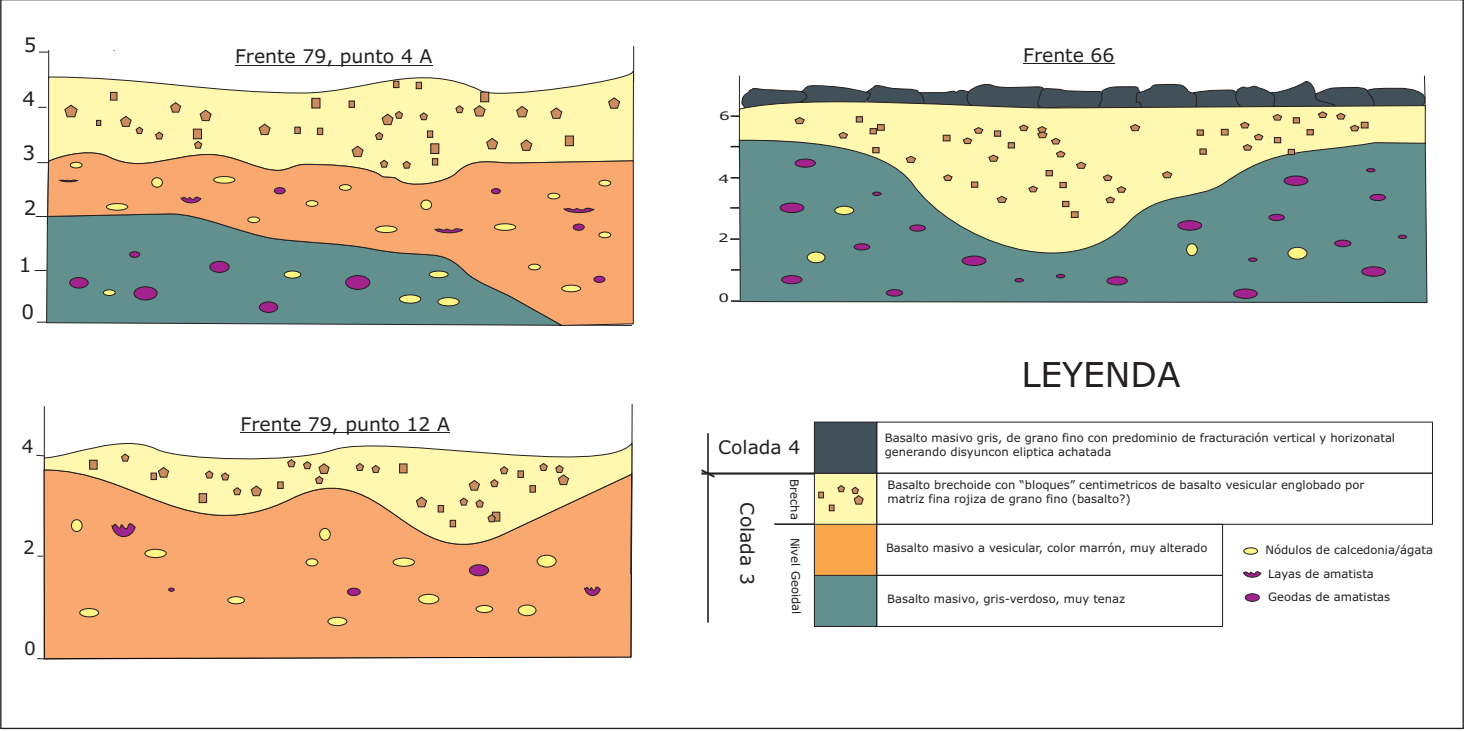 Frente 79, punto 4 A
5
4
3
2
1
0
Frente 66
6
4
2
0
Frente 79, punto 12 A
4
2
0
LEYENDA
Colada 4
Basalto masivo gris, de grano fino con predominio de fracturación vertical y horizonatal
generando disyuncon eliptica achatada
Colada 3
Brecha
Basalto brechoide con “bloques” centimetricos de basalto vesicular englobado por
matriz fina rojiza de grano fino (basalto?)
Nivel Geoidal
Basalto masivo a vesicular, color marrón, muy alterado
Basalto masivo, gris-verdoso, muy tenaz
Nódulos de calcedonia/ágata
Layas de amatista
Geodas de amatistas